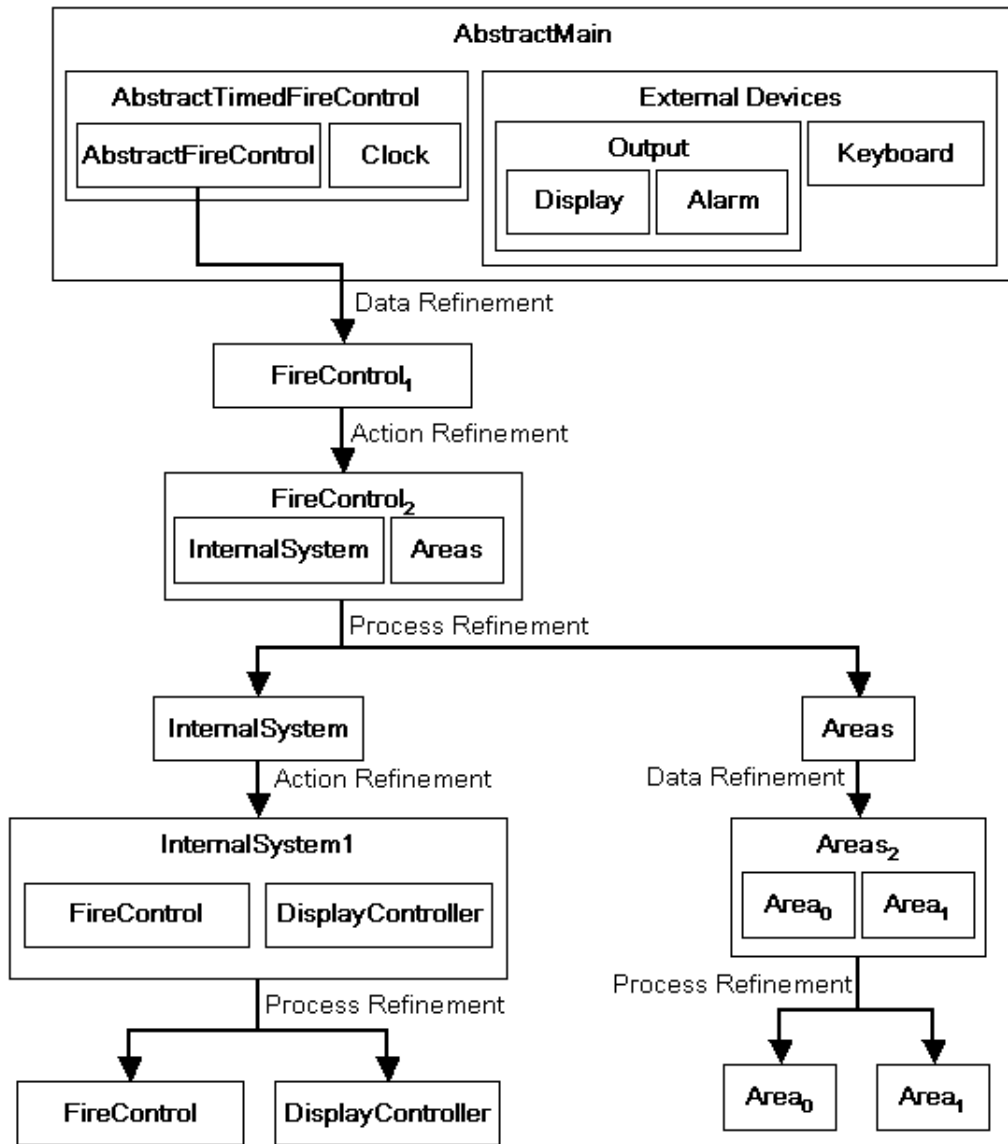 AbstractMain
AbstractTimedFireControl
External Devices
AbstractFireControl
Clock
Output
Keyboard
Display
Alarm
Data Refinement
FireControl₁
Action Refinement
FireControl₂
InternalSystem
Areas
Process Refinement
InternalSystem
Areas
Action Refinement
Data Refinement
InternalSystem1
Areas₂
FireControl
DisplayController
Area₀
Area₁
Process Refinement
Process Refinement
FireControl
DisplayController
Area₀
Area₁